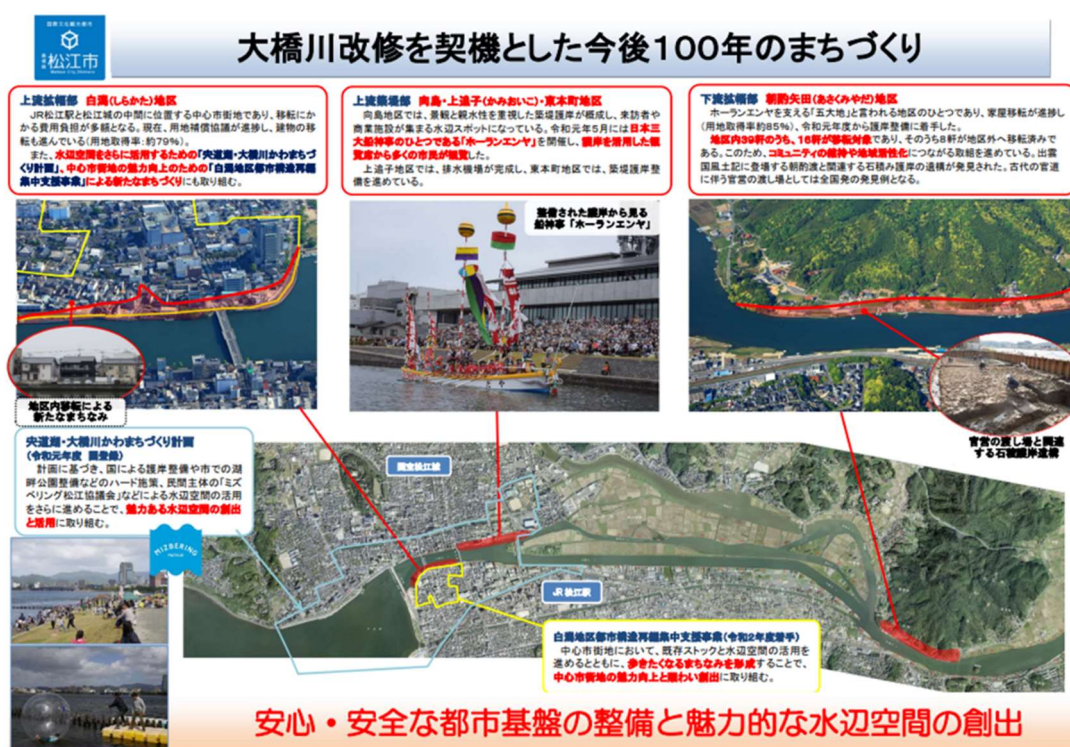 国際文化観光都市
松江市
大橋川改修を契機とした今後100年のまちづくり
上流拡幅部 白潟(しらかた)地区
JR松江駅と松江城の中間に位置する中心市街地であり、移転にか
かる費用負担が多額となる。現在、用地補償協議が進捗し、建物の移
転も進んでいる(用地取得率:約79%)。
また、水辺空間をさらに活用するための「宍道湖・大橋川かわまちづく
り計画」、中心市街地の魅力向上のための「白潟地区都市構造再編
集中支援事業」による新たなまちづくりにも取り組む。
上流築堤部 向島・上追子(かみおいこ)・東本町地区
向島地区では、景観と親水性を重視した築堤護岸が概成し、来訪者や
商業施設が集まる水辺スポットになっている。令和元年5月には日本三
大船神事のひとつである「ホーランエンヤ」を開催し、護岸を活用した観
覧席から多くの市民が観覧した。
上追子地区では、排水機場が完成し、東本町地区では、築堤護岸整
備を進めている。
下流拡幅部 朝酌矢田(あさくみやだ)地区
ホーランエンヤを支える「五大地」と言われる地区のひとつであり、家屋移転が進捗し
(用地取得率約85%)、令和元年度から護岸整備に着手した。
地区内39軒のうち、16軒が移転対象であり、そのうち8軒が地区外へ移転済みで
ある。このため、コミュニティの維持や地域活性化につながる取組を進めている。出雲
国風土記に登場する朝酌渡と関連する石積み護岸の遺構が発見された。古代の官道
に伴う官営の渡し場としては全国発の発見例となる。
整備された護岸から見る
船神事「ホーランエンヤ」
地区内移転による
新たなまちなみ
官営の渡し場と関連
する石積護岸遺構
宍道湖・大橋川かわまちづくり計画
(令和元年度 国登録)
計画に基づき、国による護岸整備や市での湖
畔公園整備などのハード施策、民間主体の「ミズ
ベリング松江協議会」などによる水辺空間の活用
をさらに進めることで、魅力ある水辺空間の創出
と活用に取り組む。
MIZBERING
国宝松江城
JR松江駅
白潟地区都市構造再編集中支援事業(令和2年度着手)
中心市街地において、既存ストックと水辺空間の活用を
進めるとともに、歩きたくなるまちなみを形成することで、
中心市街地の魅力向上と賑わい創出に取り組む。
安心・安全な都市基盤の整備と魅力的な水辺空間の創出